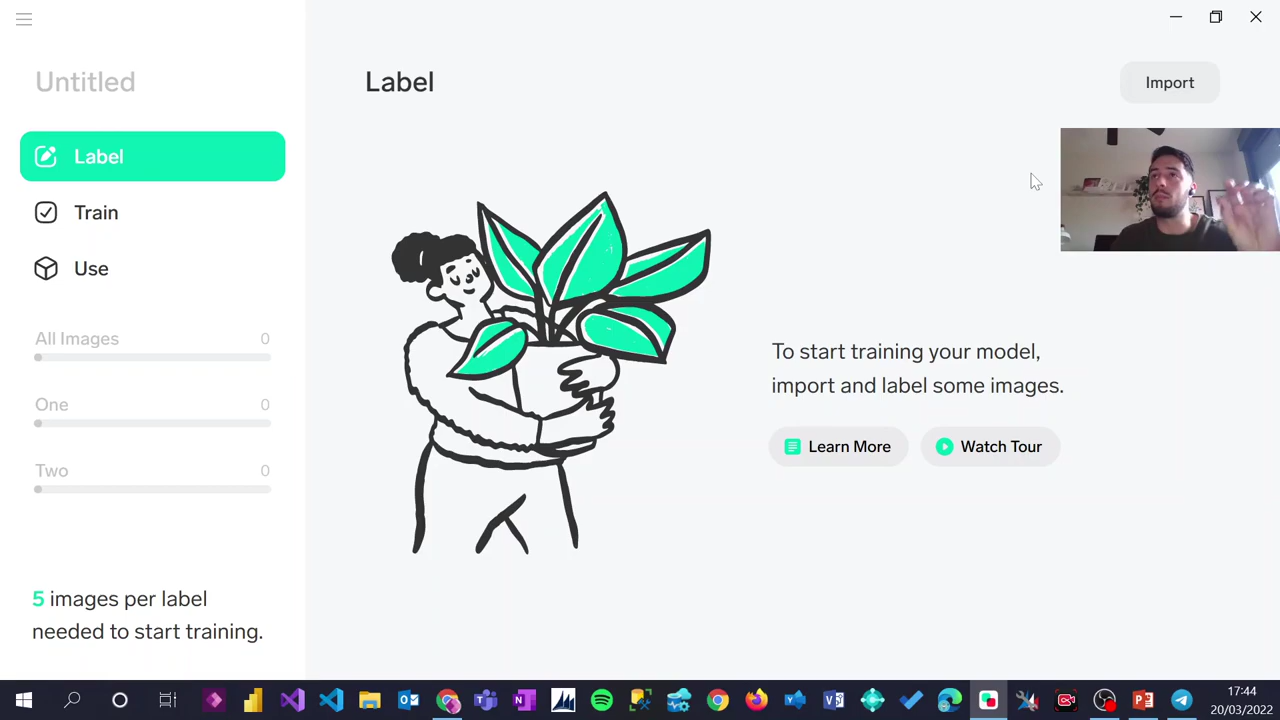 Untitled
Label
Train
Use
All Images 0
One 0
Two 0
5 images per label
needed to start training.
Label
Import
To start training your model,
import and label some images.
Learn More
Watch Tour
17:44
20/03/2022